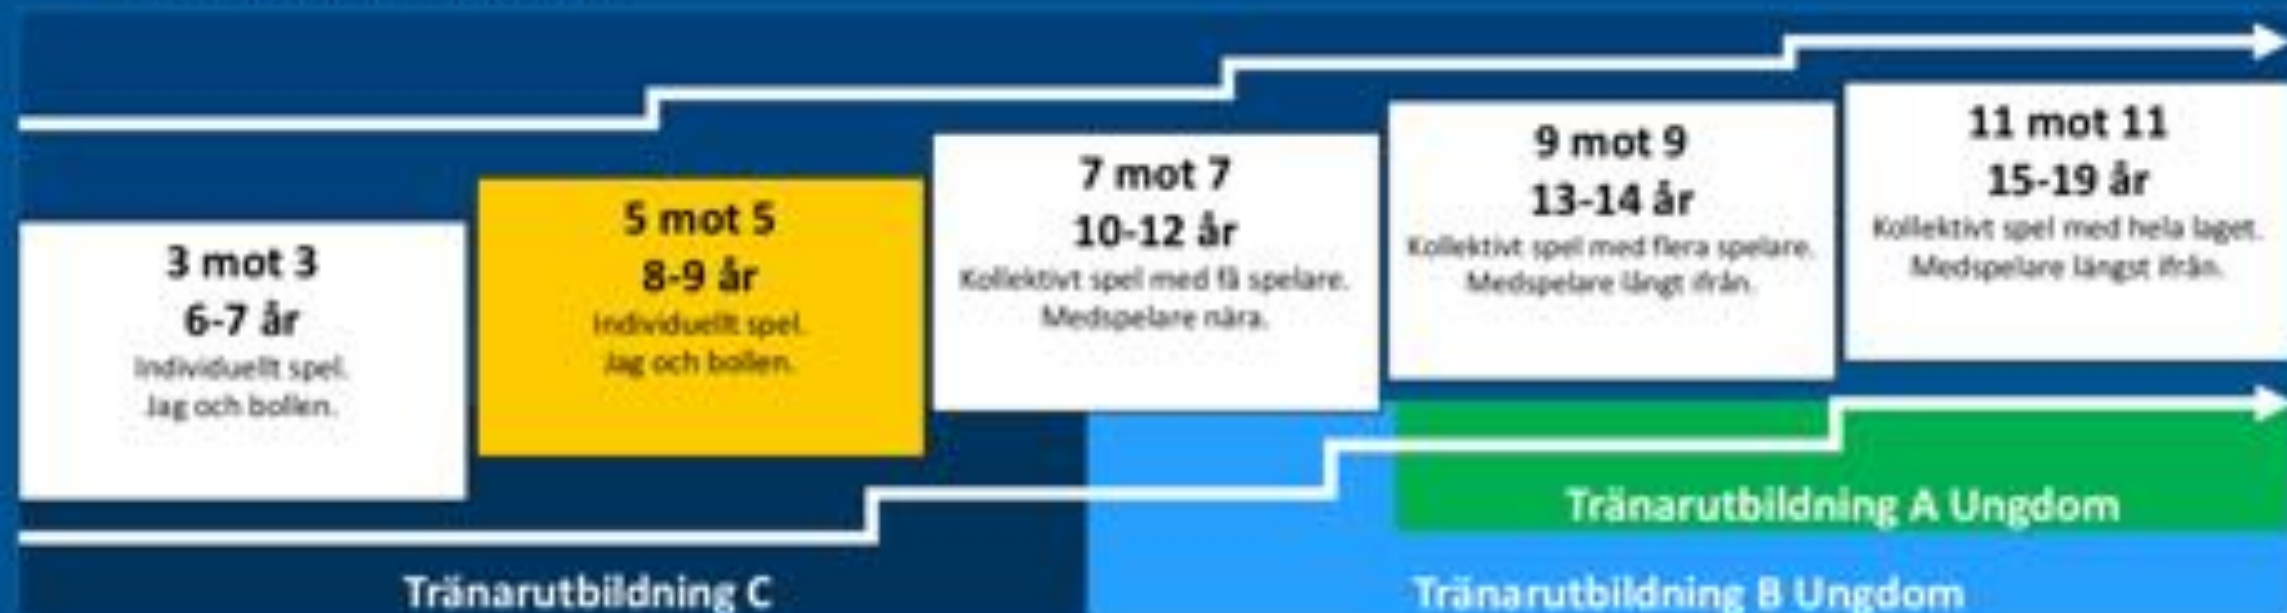 3 mot 3
6-7 år
Individuellt spel.
Jag och bollen.
5 mot 5
8-9 år
Individuellt spel.
Jag och bollen.
7 mot 7
10-12 år
Kollektivt spel med få spelare.
Medspelare nära.
9 mot 9
13-14 år
Kollektivt spel med flera spelare.
Medspelare långt ifrån.
11 mot 11
15-19 år
Kollektivt spel med hela laget.
Medspelare längst ifrån.
Tränarutbildning A Ungdom
Tränarutbildning C
Tränarutbildning B Ungdom